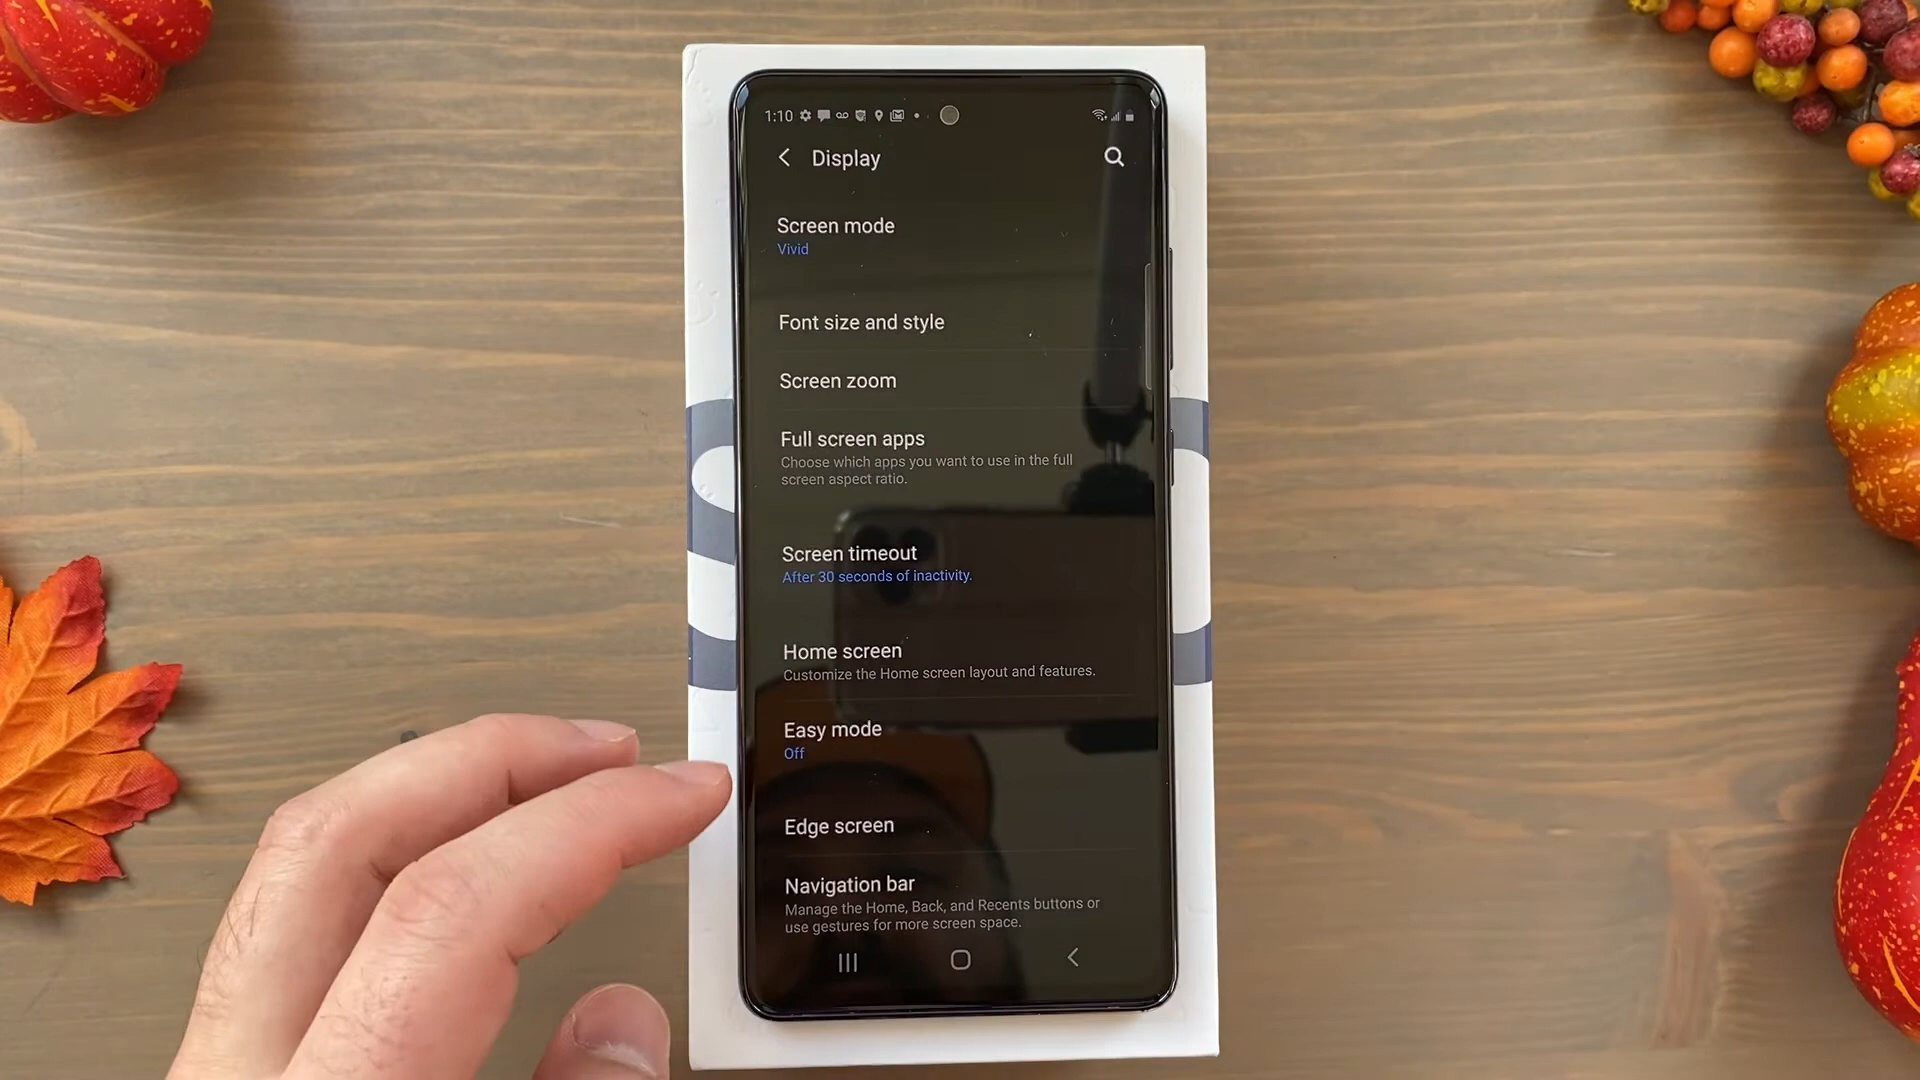 1:10
Display
Screen mode
Vivid
Font size and style
Screen zoom
Full screen apps
Choose which apps you want to use in the full
screen aspect ratio.
Screen timeout
After 30 seconds of inactivity.
Home screen
Customize the Home screen layout and features.
Easy mode
Off
Edge screen
Navigation bar
Manage the Home, Back, and Recents buttons or
use gestures for more screen space.